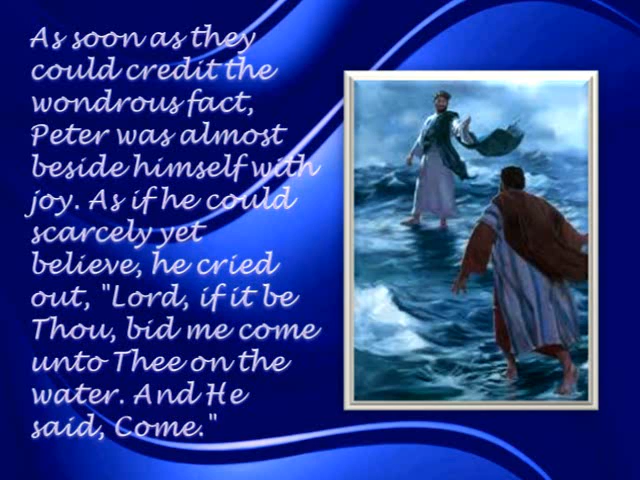 As soon as they
could credit the
wondrous fact,
Peter was almost
beside himself with
joy. As if he could
scarcely yet
believe, he cried
out, "Lord, if it be
Thou, bid me come
unto Thee on the
water. And He
said, Come."